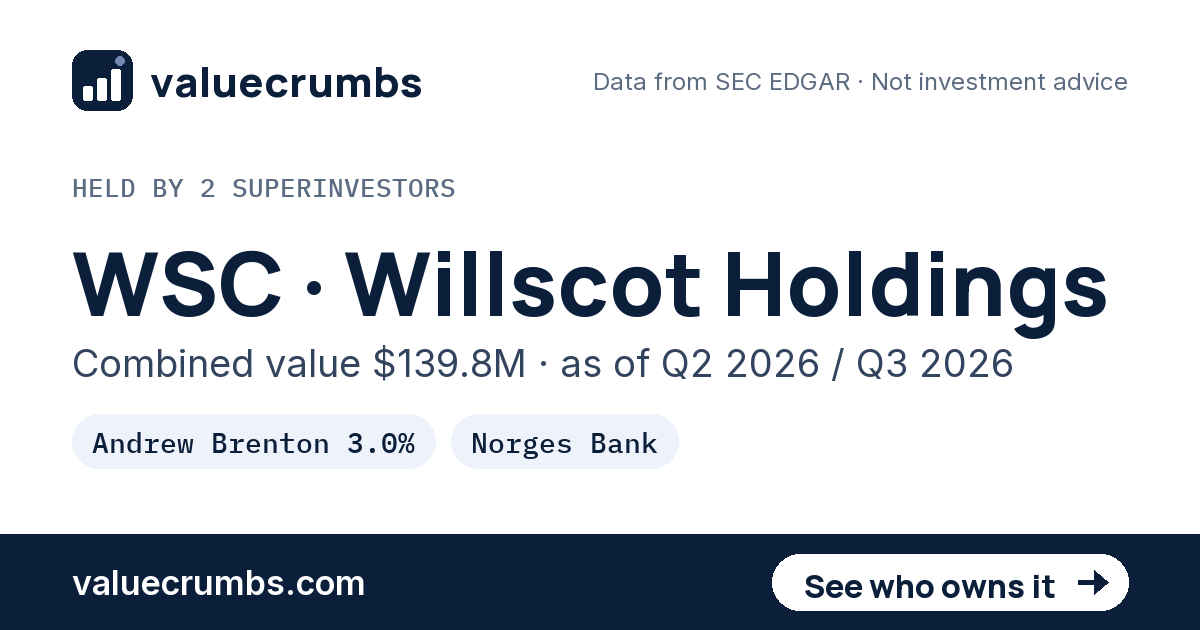 valuecrumbs
Data from SEC EDGAR · Not investment advice
HELD BY 2 SUPERINVESTORS
WSC · Willscot Holdings
Combined value $139.8M · as of Q2 2026 / Q3 2026
Andrew Brenton 3.0%
Norges Bank
valuecrumbs.com
See who owns it →